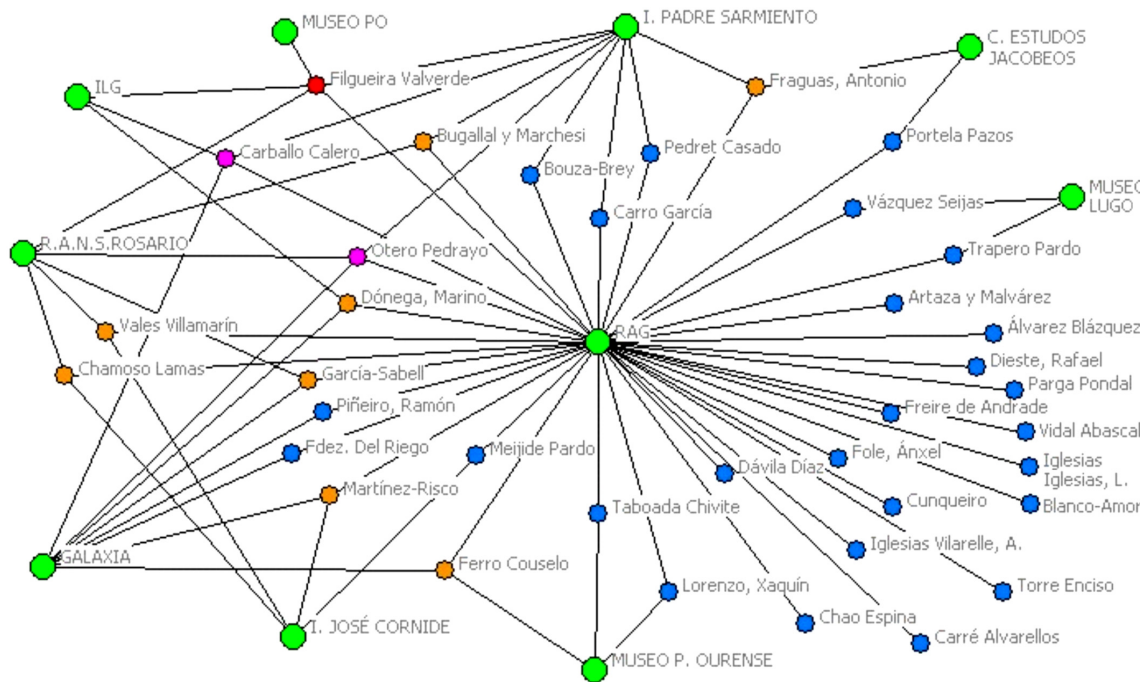 MUSEO PO
I. PADRE SARMIENTO
C. ESTUDOS
JACOBEOS
ILG
Filgueira Valverde
Fraguas, Antonio
Bugallal y Marchesi
Portela Pazos
Carballo Calero
Pedret Casado
Bouza-Brey
MUSEO
LUGO
Vázquez Seijas
Carro García
R.A.N.S.ROSARIO
Otero Pedrayo
Trapero Pardo
Dónega, Marino
Artaza y Malvárez
Vales Villamarín
RAG
Álvarez Blázquez
Chamoso Lamas
García-Sabell
Dieste, Rafael
Parga Pondal
Piñeiro, Ramón
Freire de Andrade
Vidal Abascal
Fdez. Del Riego
Meijide Pardo
Fole, Ánxel
Dávila Díaz
Iglesias
Iglesias, L.
Martínez-Risco
Cunqueiro
Blanco-Amor
Taboada Chivite
Iglesias Vilarelle, A.
GALAXIA
Ferro Couselo
Lorenzo, Xaquín
Torre Enciso
Chao Espina
I. JOSÉ CORNIDE
Carré Alvarellos
MUSEO P. OURENSE